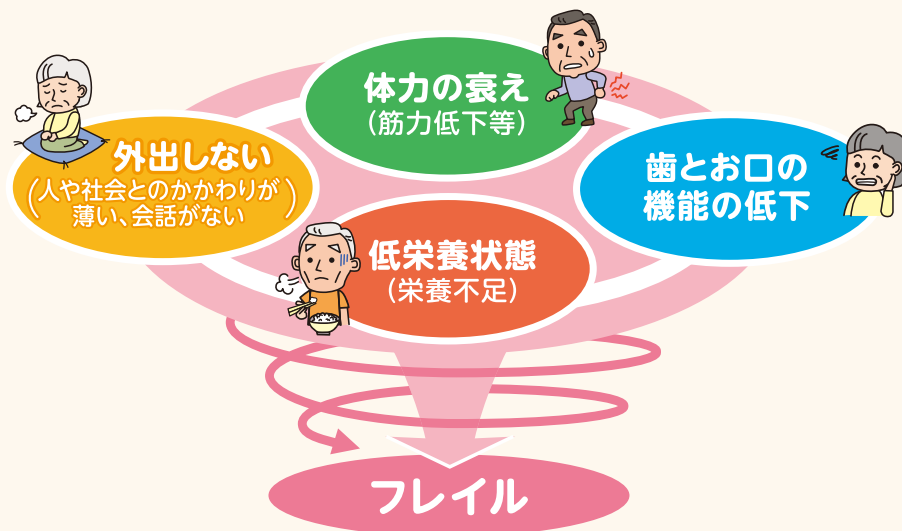 体力の衰え
(筋力低下等)
外出しない
(人や社会とのかかわりが
薄い、会話がない)
歯とお口の
機能の低下
低栄養状態
(栄養不足)
フレイル